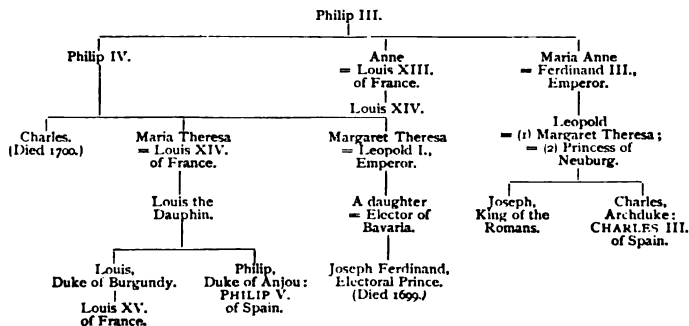 Philip III.
Philip IV.
Anne
= Louis XIII.
of France.
Maria Anne
= Ferdinand III.,
Emperor.
Louis XIV.
Charles.
(Died 1700.)
Maria Theresa
= Louis XIV.
of France.
Margaret Theresa
= Leopold I.,
Emperor.
Leopold
= (1) Margaret Theresa;
= (2) Princess of
Neuburg.
Louis the
Dauphin.
A daughter
= Elector of
Bavaria.
Joseph,
King of the
Romans.
Charles,
Archduke:
CHARLES III.
of Spain.
Louis,
Duke of Burgundy.
Philip,
Duke of Anjou:
PHILIP V.
of Spain.
Joseph Ferdinand,
Electoral Prince.
(Died 1699.)
Louis XV.
of France.